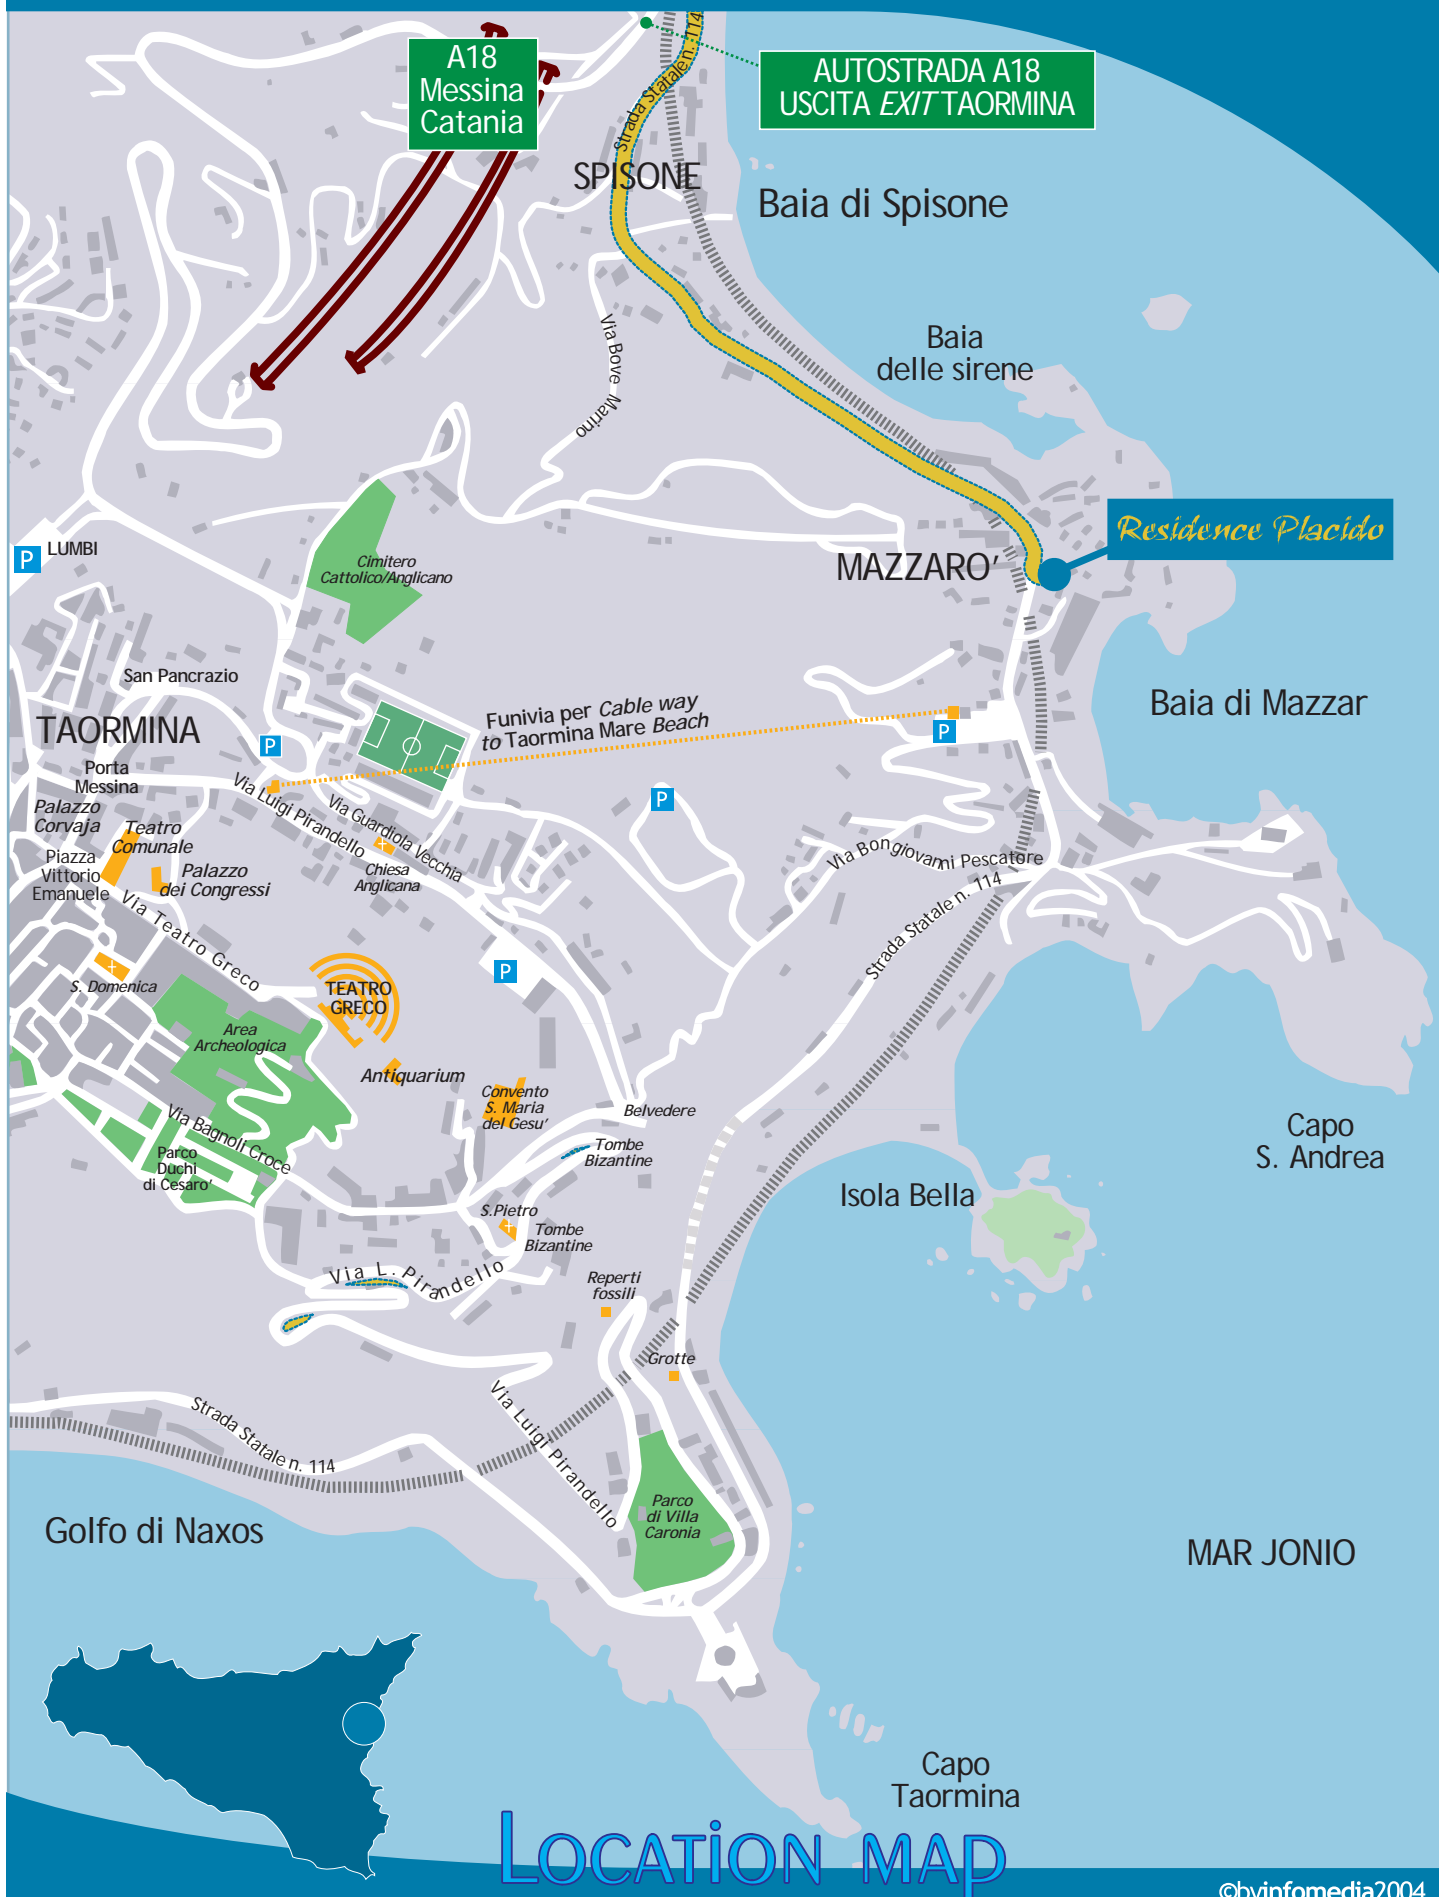 A18
Messina
Catania
AUTOSTRADA A18
USCITA EXIT TAORMINA
Strada Statale n. 114
SPISONE
Baia di Spisone
Via Bove Marino
Baia
delle sirene
Residence Placido
P
LUMBI
Cimitero
Cattolico/Anglicano
MAZZARO'
San Pancrazio
TAORMINA
P
Funivia per Cable way
to Taormina Mare Beach
P
Baia di Mazzar
Porta
Messina
Palazzo
Corvaja
Teatro
Comunale
Via Luigi Pirandello
Via Guardiola Vecchia
P
Piazza
Vittorio
Emanuele
Palazzo
dei Congressi
Chiesa
Anglicana
Via Bongiovanni Pescatore
Strada Statale n. 114
Via Teatro Greco
S. Domenica
TEATRO
GRECO
P
Area
Archeologica
Antiquarium
Convento
S. Maria
del Gesu'
Belvedere
Via Bagnoli Croce
Parco
Duchi
di Cesaro'
Tombe
Bizantine
Capo
S. Andrea
Isola Bella
S.Pietro
Tombe
Bizantine
Via L. Pirandello
Reperti
fossili
Grotte
Strada Statale n. 114
Via Luigi Pirandello
Parco
di Villa
Caronia
Golfo di Naxos
MAR JONIO
Capo
Taormina
LOCATION MAP
©byinfomedia2004